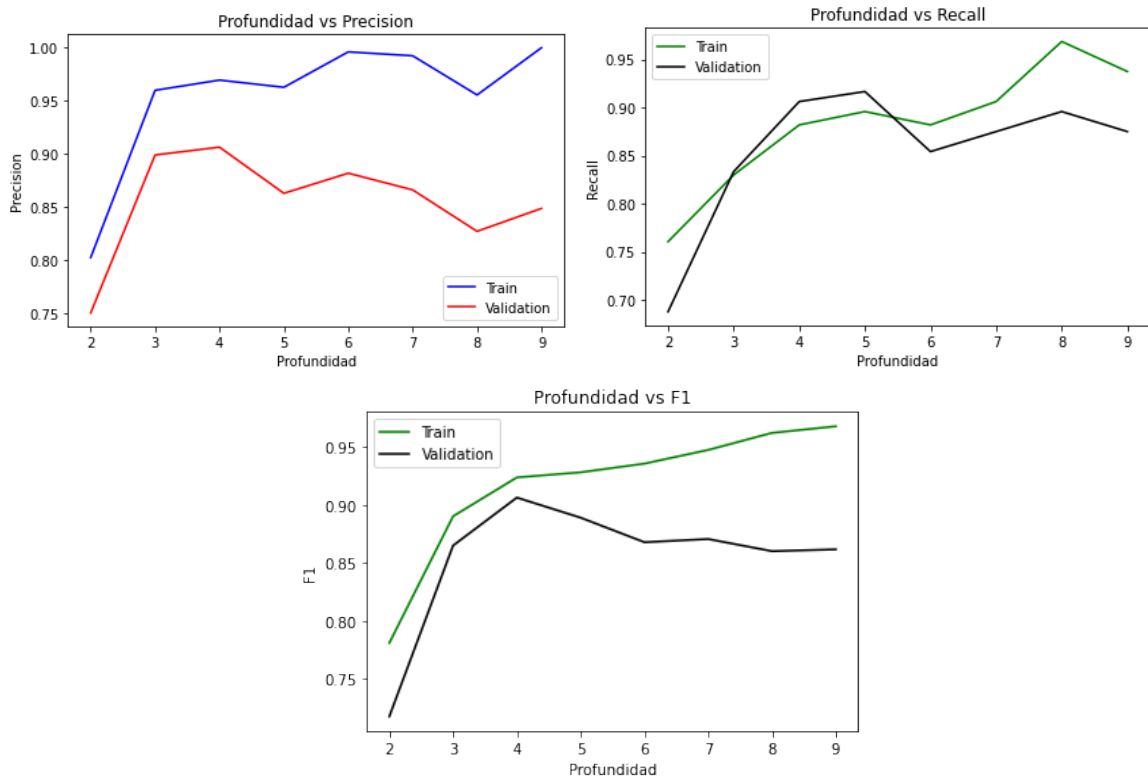 Profundidad vs Precision
1.00
0.95
0.90
0.85
0.80
0.75
Precision
Train
Validation
2 3 4 5 6 7 8 9
Profundidad
Profundidad vs Recall
Train
Validation
0.95
0.90
0.85
0.80
0.75
0.70
Recall
2 3 4 5 6 7 8 9
Profundidad
Profundidad vs F1
Train
Validation
0.95
0.90
0.85
0.80
0.75
F1
2 3 4 5 6 7 8 9
Profundidad